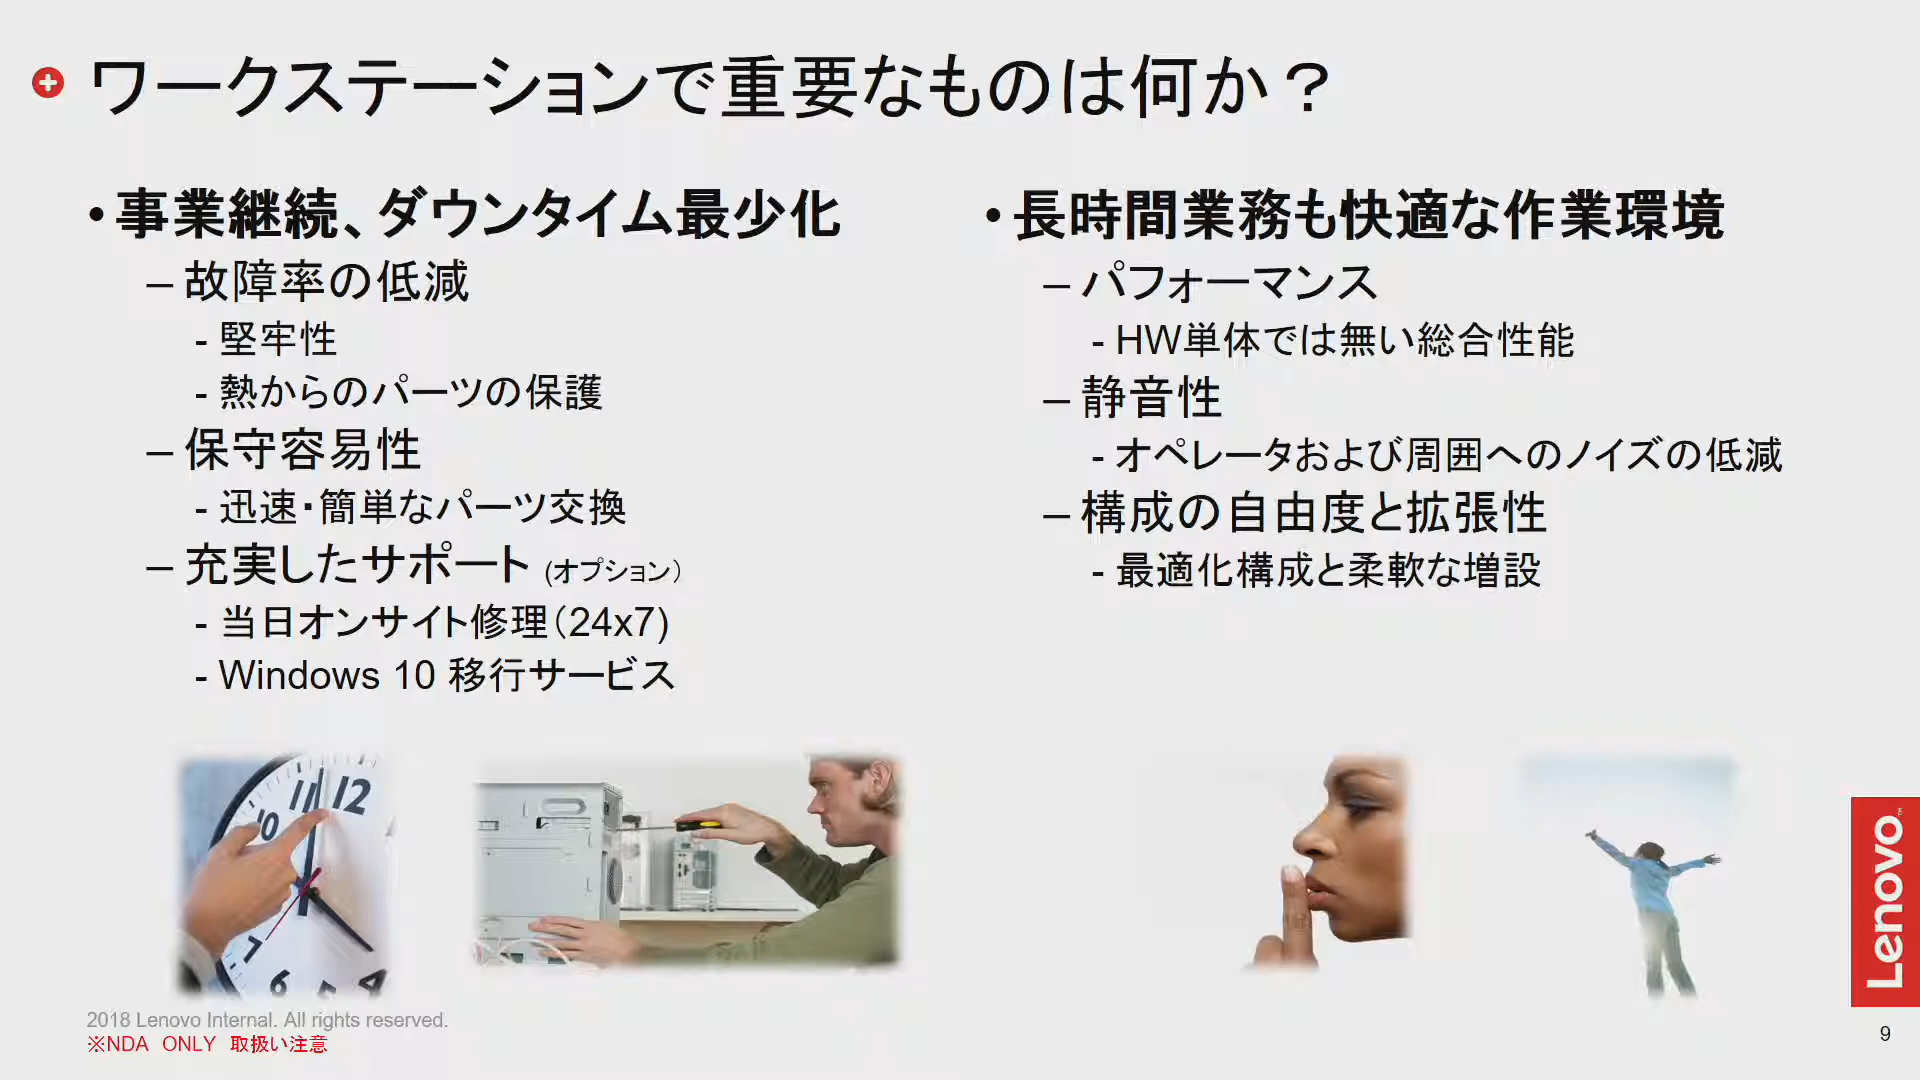 ワークステーションで重要なものは何か？
• 事業継続、ダウンタイム最少化
– 故障率の低減
- 堅牢性
- 熱からのパーツの保護
– 保守容易性
- 迅速・簡単なパーツ交換
– 充実したサポート (オプション）
- 当日オンサイト修理（24x7)
- Windows 10 移行サービス
• 長時間業務も快適な作業環境
– パフォーマンス
- HW単体では無い総合性能
– 静音性
- オペレータおよび周囲へのノイズの低減
– 構成の自由度と拡張性
- 最適化構成と柔軟な増設
10 11 12
7 6 5 4
Lenovo™
2018 Lenovo Internal. All rights reserved.
※NDA ONLY 取扱い注意
9